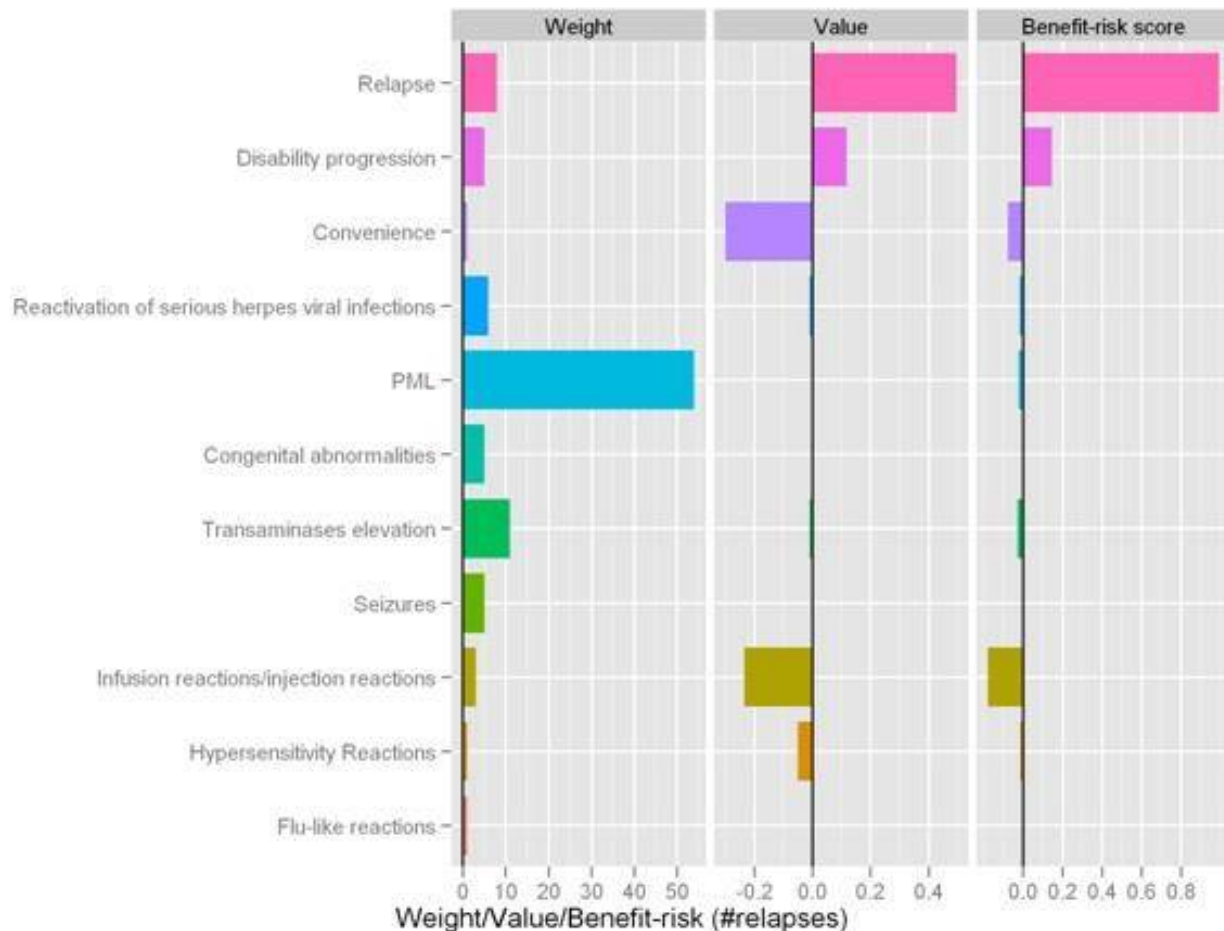 Weight Value Benefit-risk score
Relapse
Disability progression
Convenience
Reactivation of serious herpes viral infections
PML
Congenital abnormalities
Transaminases elevation
Seizures
Infusion reactions/injection reactions
Hypersensitivity Reactions
Flu-like reactions
0 10 20 30 40 50 -0.2 0.0 0.2 0.4 0.0 0.2 0.4 0.6 0.8
Weight/Value/Benefit-risk (#relapses)